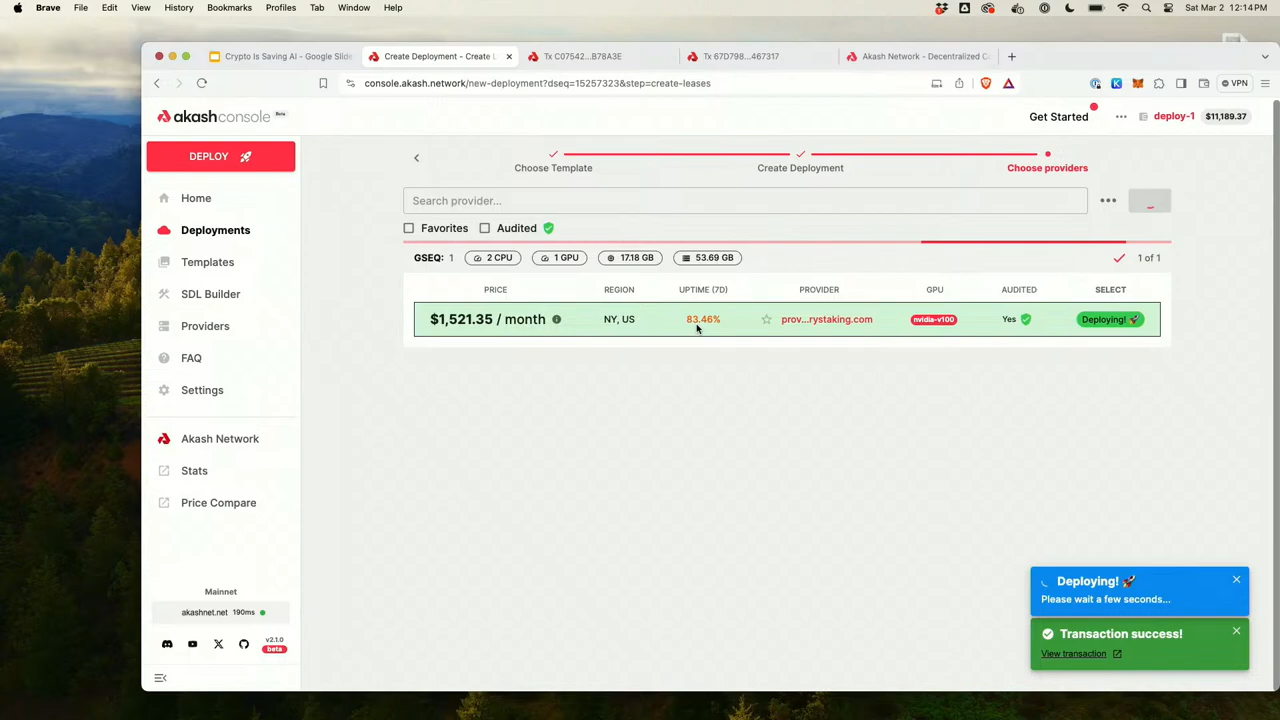 Brave File Edit View History Bookmarks Profiles Tab Window Help Sat Mar 2 12:14 PM
Crypto Is Saving AI - Google Slide Create Deployment - Create L Tx C07542...B78A3E Tx 67D798...467317 Akash Network - Decentralized C
console.akash.network/new-deployment?dseq=15257323&step=create-leases VPN
akashconsole Beta Get Started deploy-1 $11,189.37
DEPLOY
Home
Deployments
Templates
SDL Builder
Providers
FAQ
Settings
Akash Network
Stats
Price Compare
Mainnet
akashnet.net 190ms
v2.1.0
beta
Choose Template Create Deployment Choose providers
Search provider...
Favorites Audited
GSEQ: 1 2 CPU 1 GPU 17.18 GB 53.69 GB 1 of 1
PRICE REGION UPTIME (7D) PROVIDER GPU AUDITED SELECT
$1,521.35 / month NY, US 83.46% prov...rystaking.com nvidia-v100 Yes Deploying! 🚀
Deploying! 🚀
Please wait a few seconds...
Transaction success!
View transaction